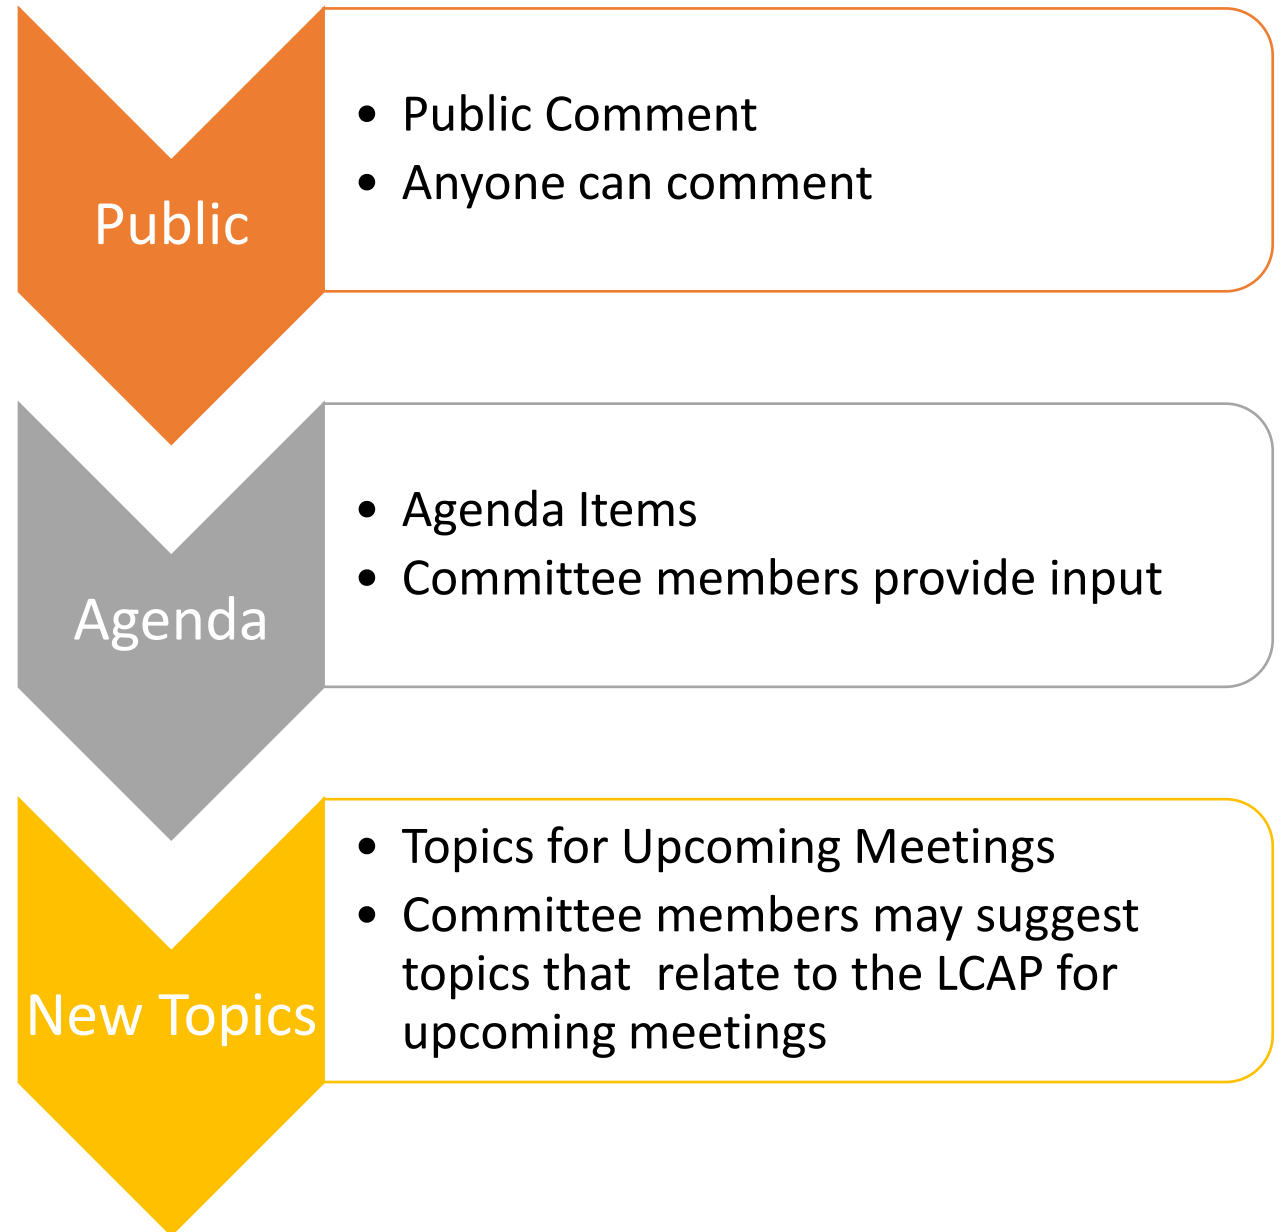 Public
• Public Comment
• Anyone can comment
Agenda
• Agenda Items
• Committee members provide input
New Topics
• Topics for Upcoming Meetings
• Committee members may suggest
topics that  relate to the LCAP for
upcoming meetings